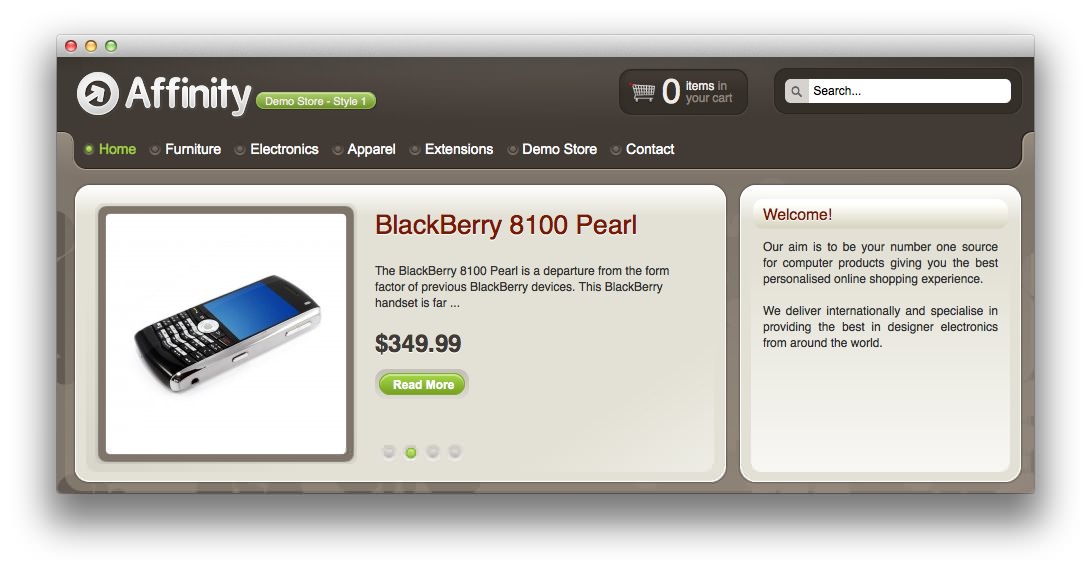 Affinity
Demo Store - Style 1
0 items in
your cart
Search...
Home Furniture Electronics Apparel Extensions Demo Store Contact
BlackBerry 8100 Pearl
The BlackBerry 8100 Pearl is a departure from the form
factor of previous BlackBerry devices. This BlackBerry
handset is far ...
$349.99
Read More
Welcome!
Our aim is to be your number one source
for computer products giving you the best
personalised online shopping experience.
We deliver internationally and specialise in
providing the best in designer electronics
from around the world.